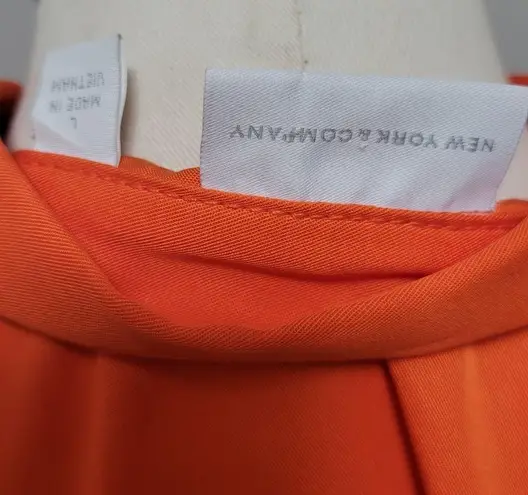 NEW YORK & COMPANY
L
MADE IN
VIETNAM